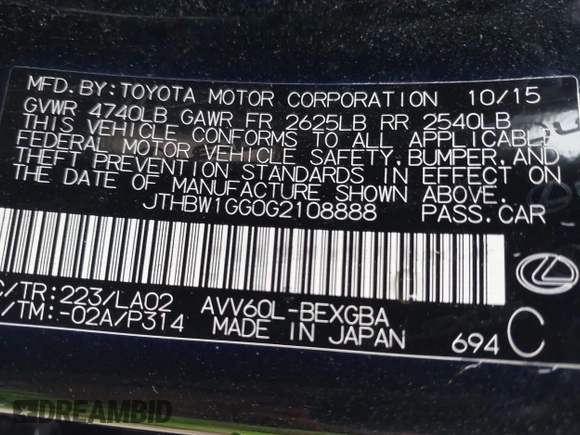 MFD.BY:TOYOTA MOTOR CORPORATION 10/15
GVWR 4740LB GAWR FR 2625LB RR 2540LB
THIS VEHICLE CONFORMS TO ALL APPLICABLE
FEDERAL MOTOR VEHICLE SAFETY,BUMPER,AND
THEFT PREVENTION STANDARDS IN EFFECT ON
THE DATE OF MANUFACTURE SHOWN ABOVE.
JTHBW1GG0G2108888 PASS.CAR
C/TR:223/LA02 AVV60L-BEXGBA
/TM:-02A/P314 MADE IN JAPAN 694 C
DREAMBID